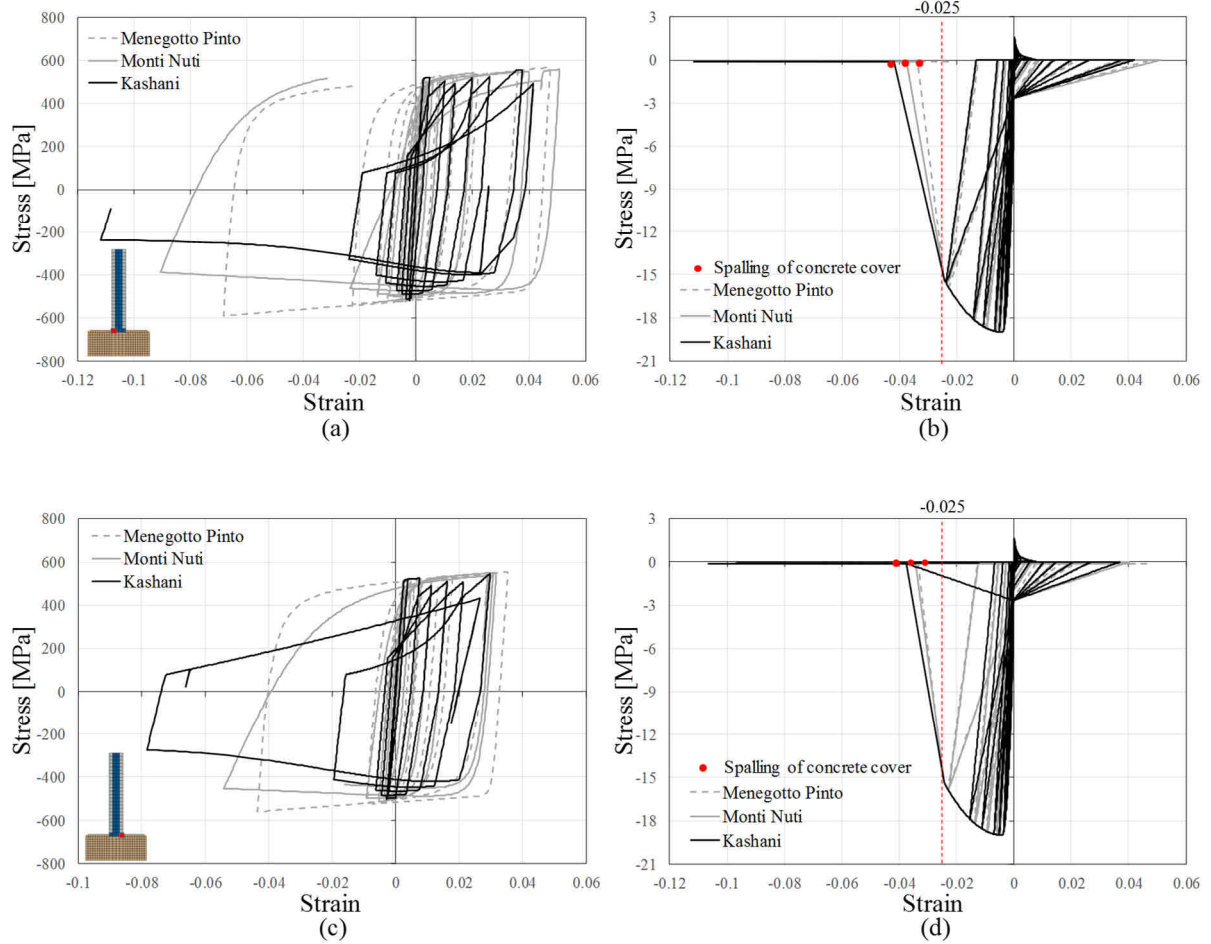 -0.025
800
600
400
200
0
-200
-400
-600
-800
Stress [MPa]
Menegotto Pinto
Monti Nuti
Kashani
-0.12 -0.1 -0.08 -0.06 -0.04 -0.02 0 0.02 0.04 0.06
Strain
(a)
3
0
-3
-6
-9
-12
-15
-18
-21
Stress [MPa]
Spalling of concrete cover
Menegotto Pinto
Monti Nuti
Kashani
-0.12 -0.1 -0.08 -0.06 -0.04 -0.02 0 0.02 0.04 0.06
Strain
(b)
-0.025
800
600
400
200
0
-200
-400
-600
-800
Stress [MPa]
Menegotto Pinto
Monti Nuti
Kashani
-0.1 -0.08 -0.06 -0.04 -0.02 0 0.02 0.04 0.06
Strain
(c)
3
0
-3
-6
-9
-12
-15
-18
-21
Stress [MPa]
Spalling of concrete cover
Menegotto Pinto
Monti Nuti
Kashani
-0.12 -0.1 -0.08 -0.06 -0.04 -0.02 0 0.02 0.04 0.06
Strain
(d)